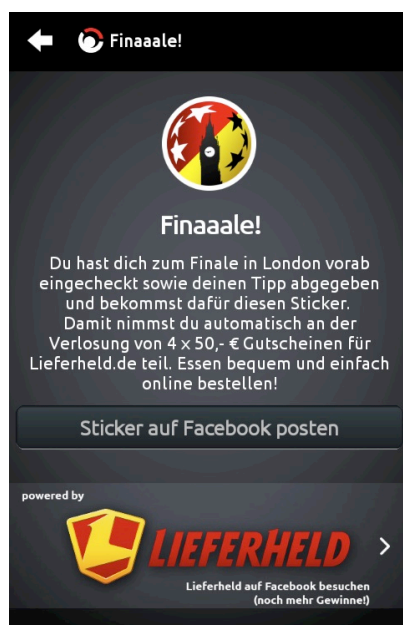 Finaaale!
Finaaale!
Du hast dich zum Finale in London vorab
eingecheckt sowie deinen Tipp abgegeben
und bekommst dafür diesen Sticker.
Damit nimmst du automatisch an der
Verlosung von 4 x 50,- € Gutscheinen für
Lieferheld.de teil. Essen bequem und einfach
online bestellen!
Sticker auf Facebook posten
powered by
LIEFERHELD
Lieferheld auf Facebook besuchen
(noch mehr Gewinne!)